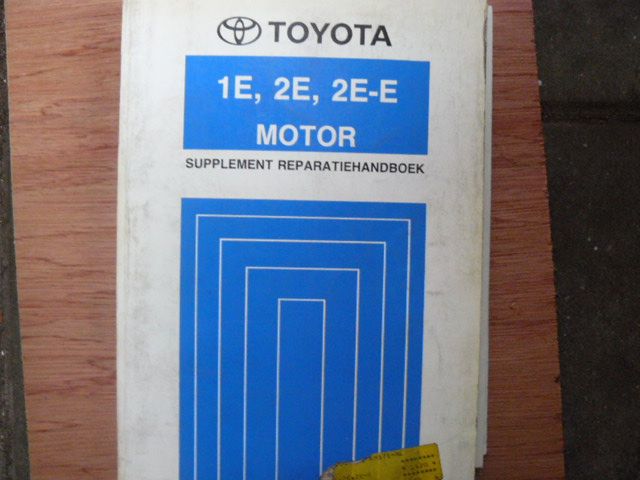 TOYOTA
1E, 2E, 2E-E
MOTOR
SUPPLEMENT REPARATIEHANDBOEK